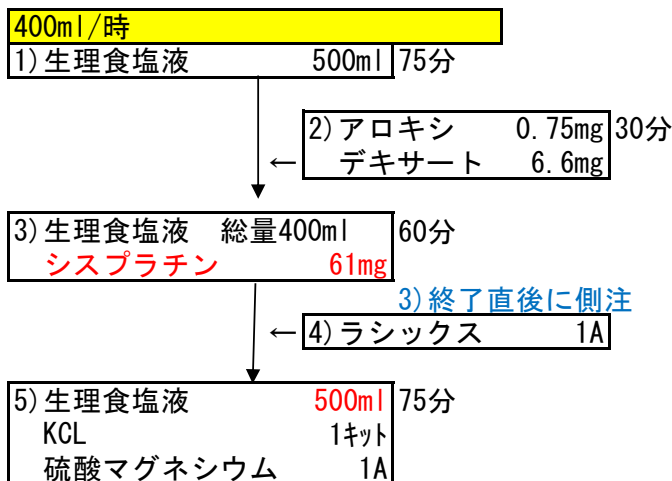 400ml/時
1)生理食塩液 500ml 75分
2)アロキシ 0.75mg 30分
← デキサート 6.6mg
3)生理食塩液 総量400ml 60分
シスプラチン 61mg
3)終了直後に側注
← 4)ラシックス 1A
5)生理食塩液 500ml 75分
KCL 1ｷｯﾄ
硫酸マグネシウム 1A